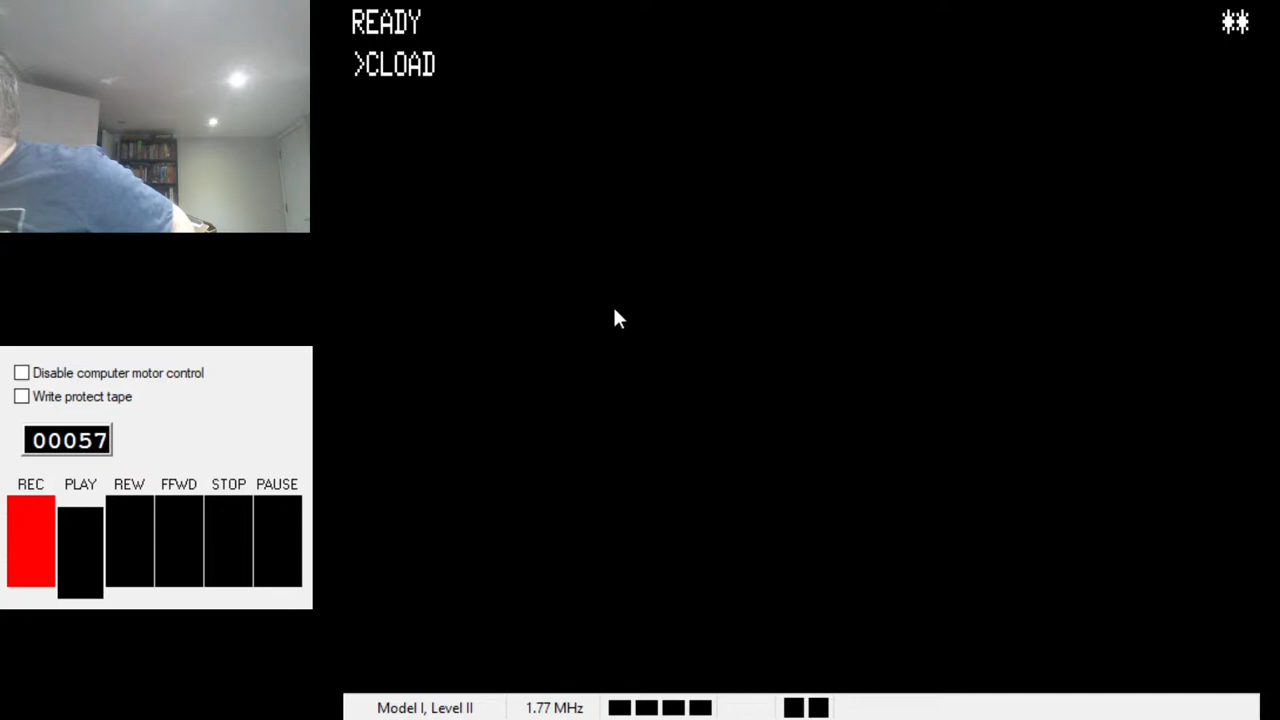 READY **
>CLOAD
Disable computer motor control
Write protect tape
00057
REC PLAY REW FFWD STOP PAUSE
Model I, Level II 1.77 MHz